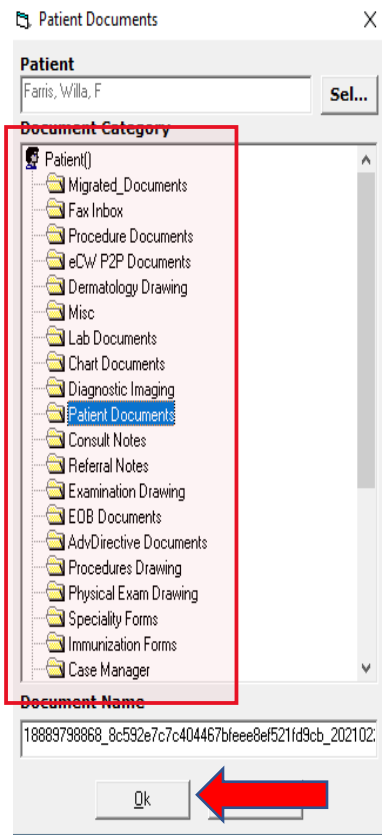 Patient Documents
Patient
Farris, Willa, F
Sel...
Document Category
Patient()
Migrated_Documents
Fax Inbox
Procedure Documents
eCW P2P Documents
Dermatology Drawing
Misc
Lab Documents
Chart Documents
Diagnostic Imaging
Patient Documents
Consult Notes
Referral Notes
Examination Drawing
EOB Documents
AdvDirective Documents
Procedures Drawing
Physical Exam Drawing
Speciality Forms
Immunization Forms
Case Manager
Document Name
18889798868_8c592e7c7c404467bfeee8ef521fd9cb_202102
Ok